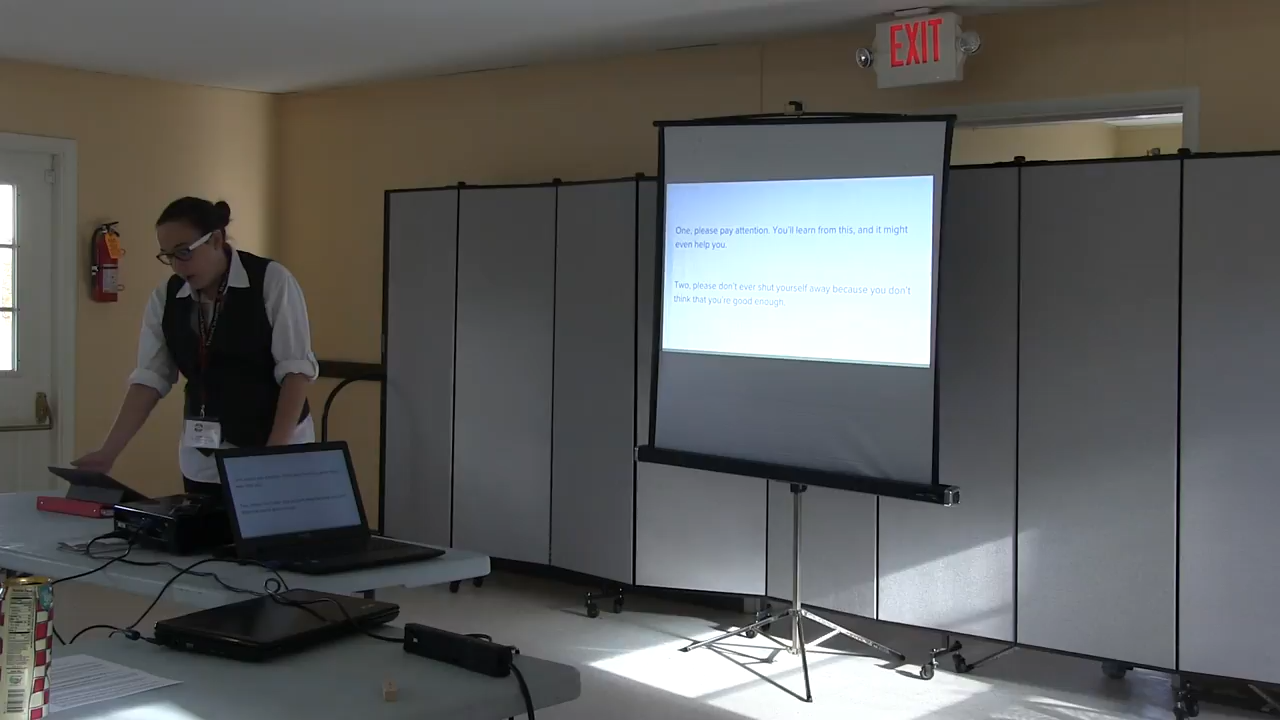 EXIT
One, please pay attention. You'll learn from this, and it might
even help you.
Two, please don't ever shut yourself away because you don't
think that you're good enough.